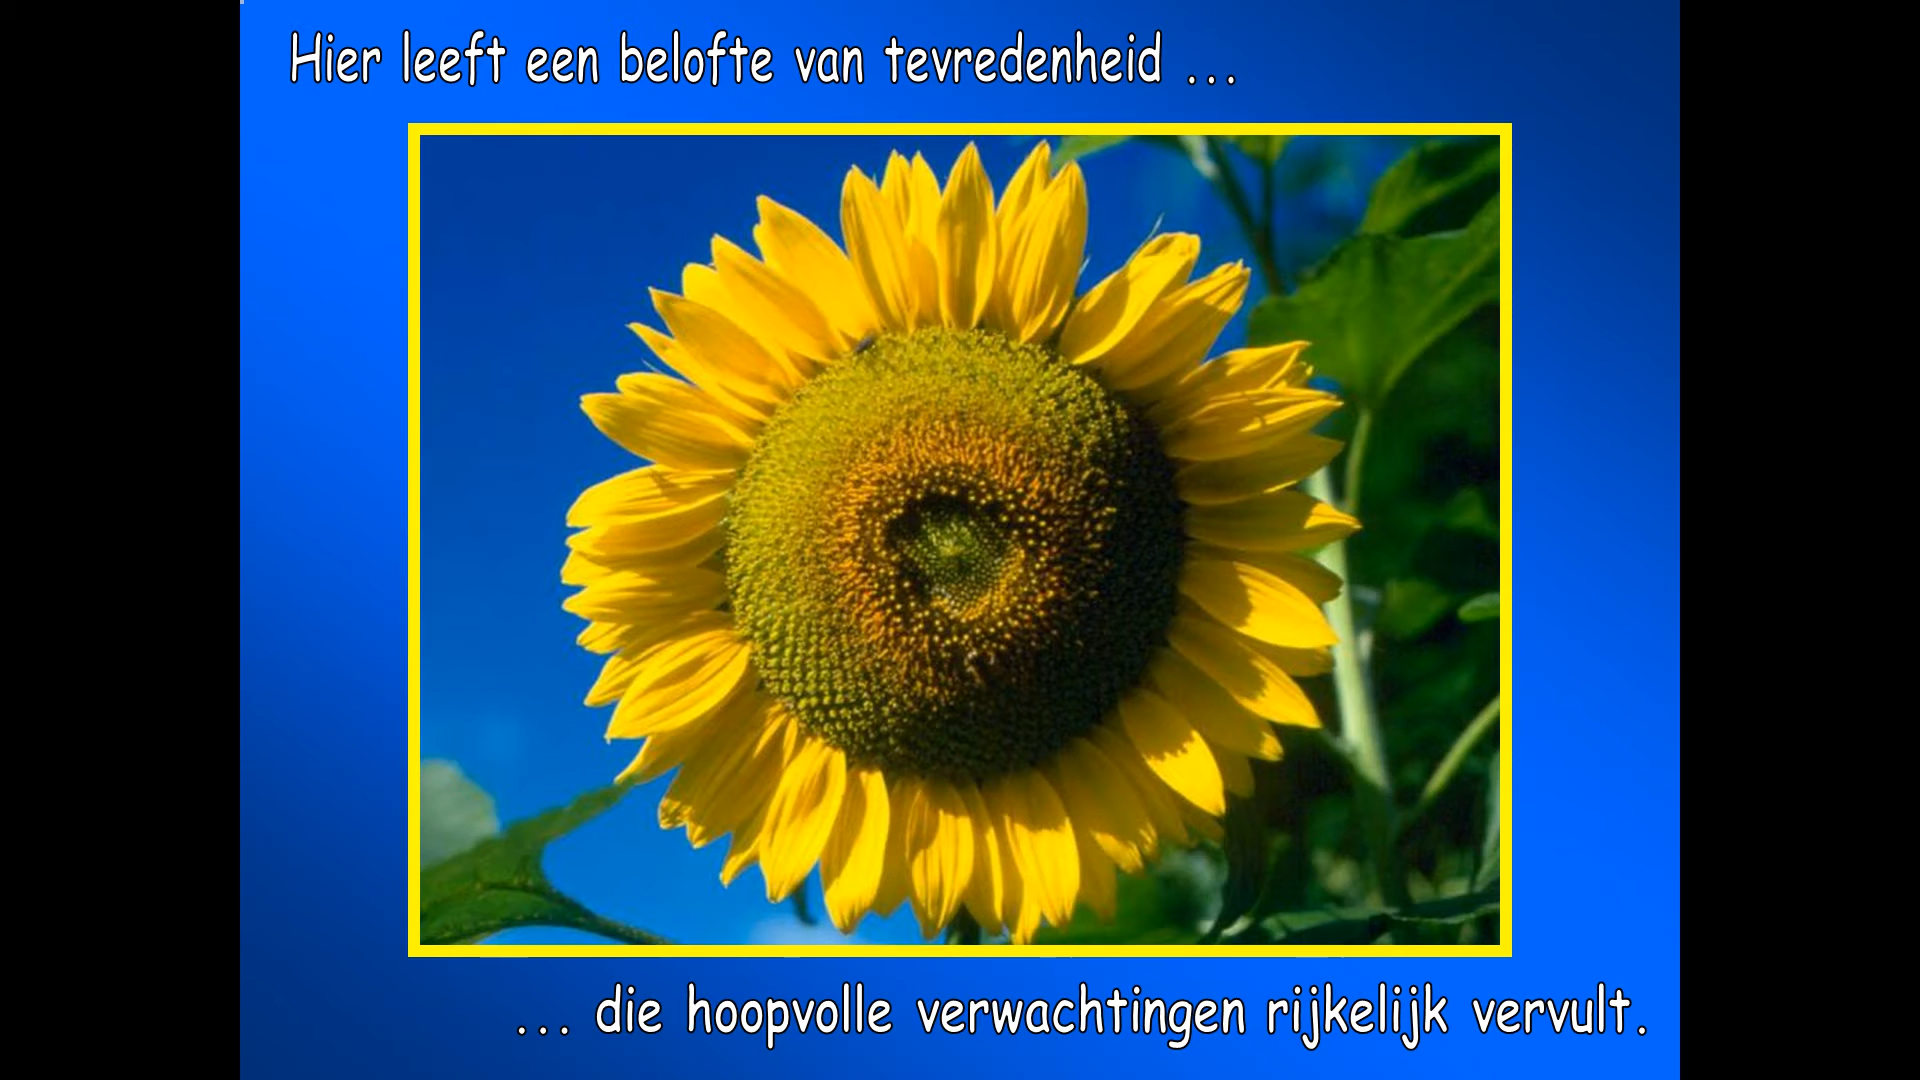 Hier leeft een belofte van tevredenheid ...
... die hoopvolle verwachtingen rijkelijk vervult.